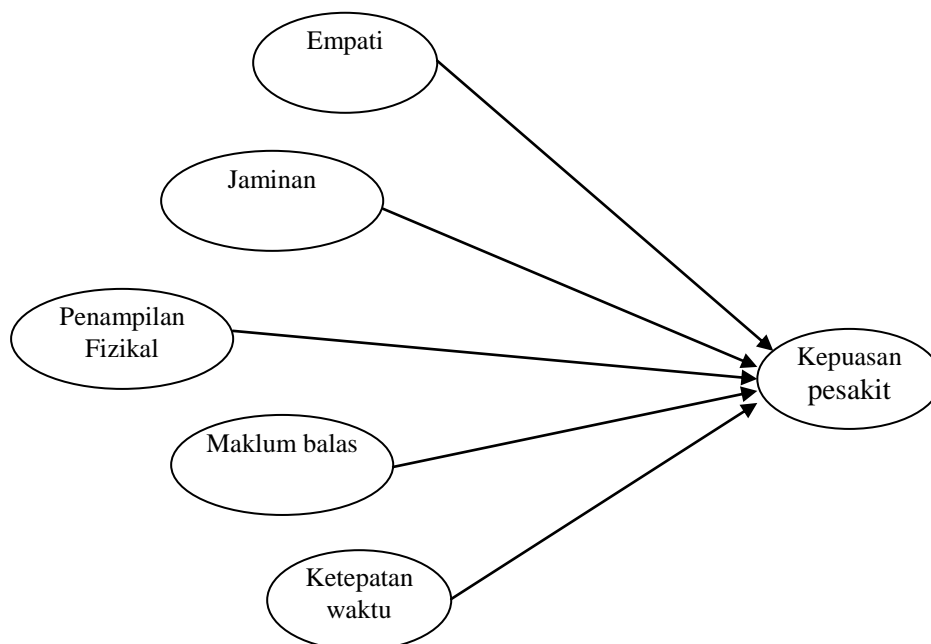 Empati
Jaminan
Penampilan
Fizikal
Kepuasan
pesakit
Maklum balas
Ketepatan
waktu